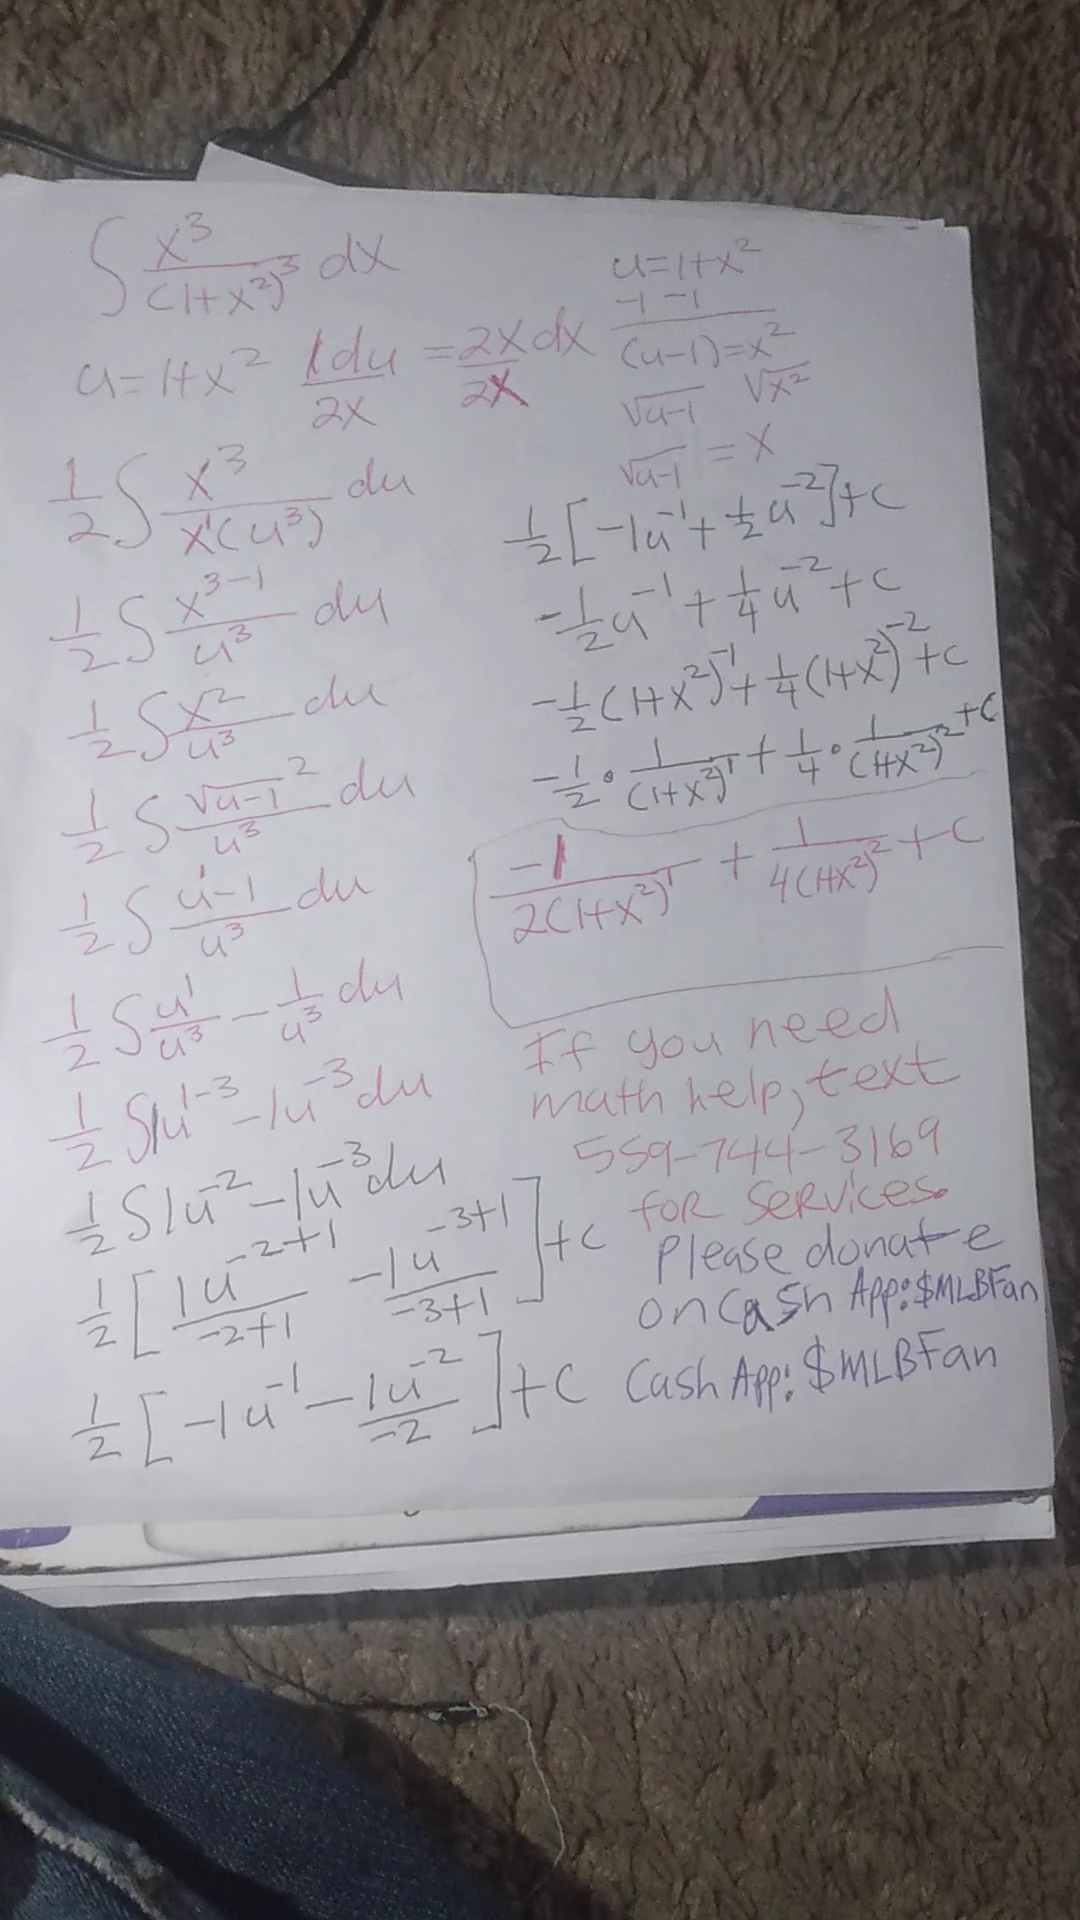 ∫ x³/(1+x²)³ dx
u=1+x² 1du/2x = 2xdx/2x
1/2 ∫ x³/x¹(u³) du
1/2 ∫ x³⁻¹/u³ du
1/2 ∫ x²/u³ du
1/2 ∫ √u-1²/u³ du
1/2 ∫ u¹-1/u³ du
1/2 ∫ u¹/u³ - 1/u³ du
1/2 ∫ 1u¹⁻³ - 1u⁻³ du
1/2 ∫ 1u⁻² - 1u⁻³ du
1/2 [1u⁻²⁺¹/-2+1 -1u⁻³⁺¹/-3+1] +C
1/2 [-1u⁻¹ - 1u⁻²/-2] +C
u=1+x²
-1 -1
(u-1)=x²
√u-1 √x²
√u-1 = x
1/2 [-1u⁻¹ + 1/2 u⁻²] +C
-1/2 u⁻¹ + 1/4 u⁻² +C
-1/2 (1+x²)⁻¹ + 1/4 (1+x²)⁻² +C
-1/2 • 1/(1+x²)¹ + 1/4 • 1/(1+x²)² +C
-1/2(1+x²)¹ + 1/4(1+x²)² +C
If you need
math help, text
559-744-3169
for services.
Please donate
on Cash App: $MLBFan
Cash App: $MLBFan